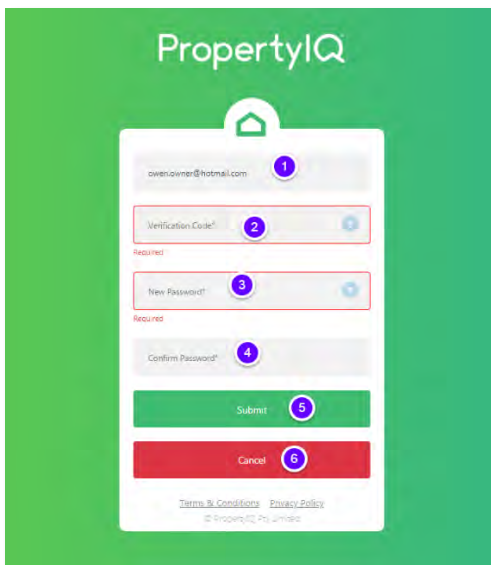 PropertyIQ
owen.owner@hotmail.com
1
Verification Code*
2
Required
New Password*
3
Required
Confirm Password*
4
Submit
5
Cancel
6
Terms & Conditions Privacy Policy
© PropertyIQ Pty Limited